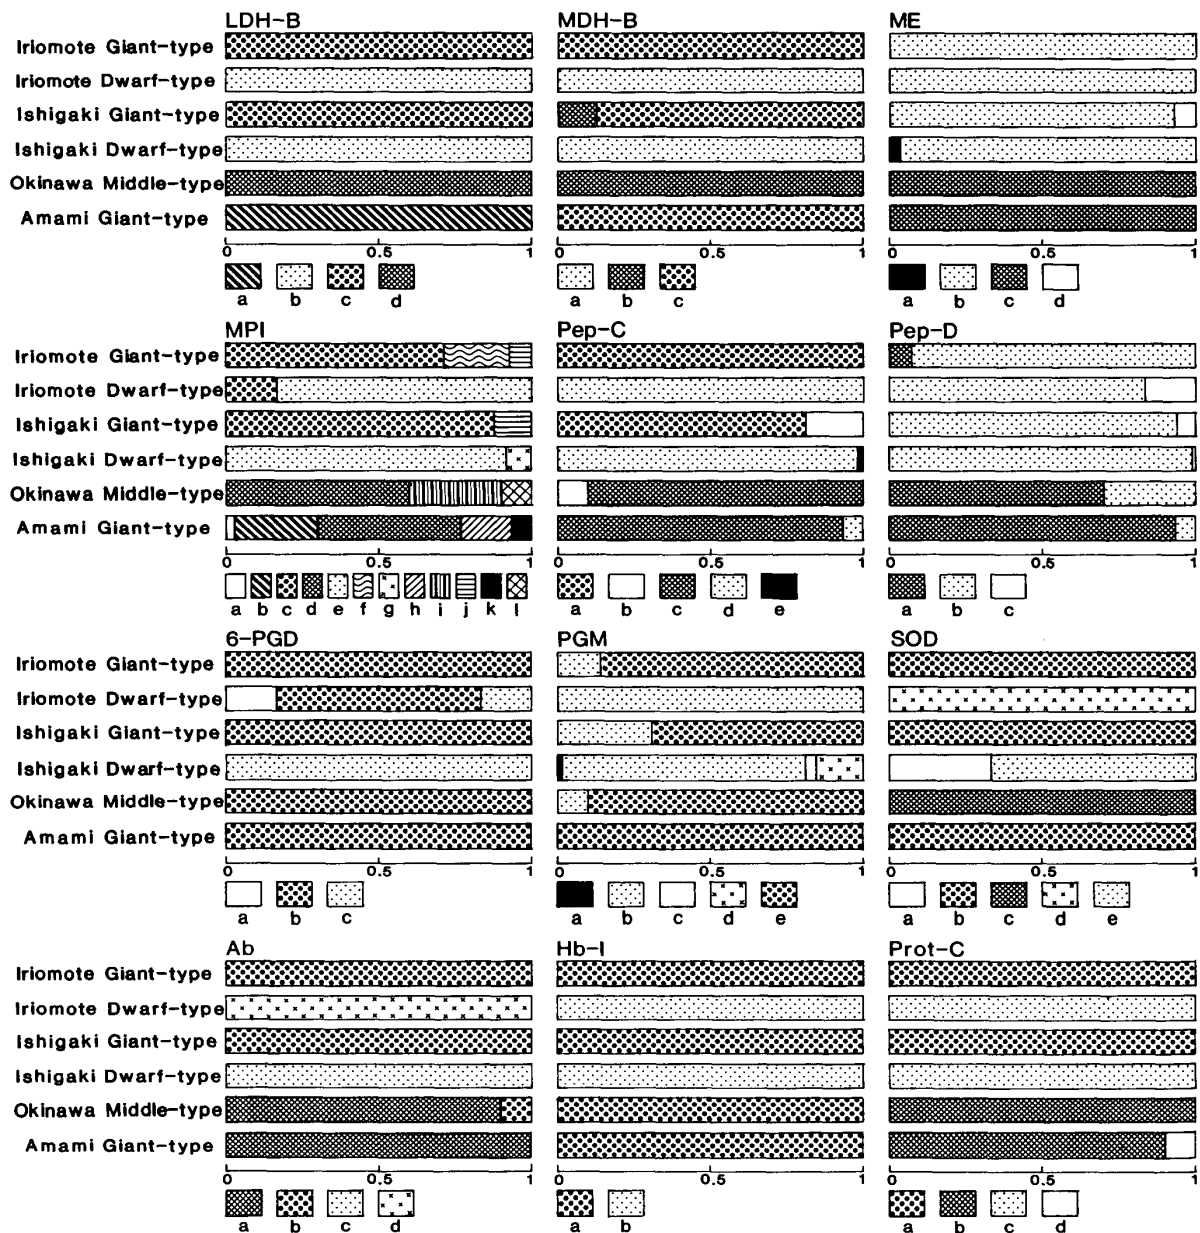 LDH-B MDH-B ME
Iriomote Giant-type
Iriomote Dwarf-type
Ishigaki Giant-type
Ishigaki Dwarf-type
Okinawa Middle-type
Amami Giant-type
0 0.5 1 0 0.5 1 0 0.5 1
a b c d a b c a b c d
MPI Pep-C Pep-D
Iriomote Giant-type
Iriomote Dwarf-type
Ishigaki Giant-type
Ishigaki Dwarf-type
Okinawa Middle-type
Amami Giant-type
0 0.5 1 0 0.5 1 0 0.5 1
a b c d e f g h i j k l a b c d e a b c
6-PGD PGM SOD
Iriomote Giant-type
Iriomote Dwarf-type
Ishigaki Giant-type
Ishigaki Dwarf-type
Okinawa Middle-type
Amami Giant-type
0 0.5 1 0 0.5 1 0 0.5 1
a b c a b c d e a b c d e
Ab Hb-I Prot-C
Iriomote Giant-type
Iriomote Dwarf-type
Ishigaki Giant-type
Ishigaki Dwarf-type
Okinawa Middle-type
Amami Giant-type
0 0.5 1 0 0.5 1 0 0.5 1
a b c d a b a b c d